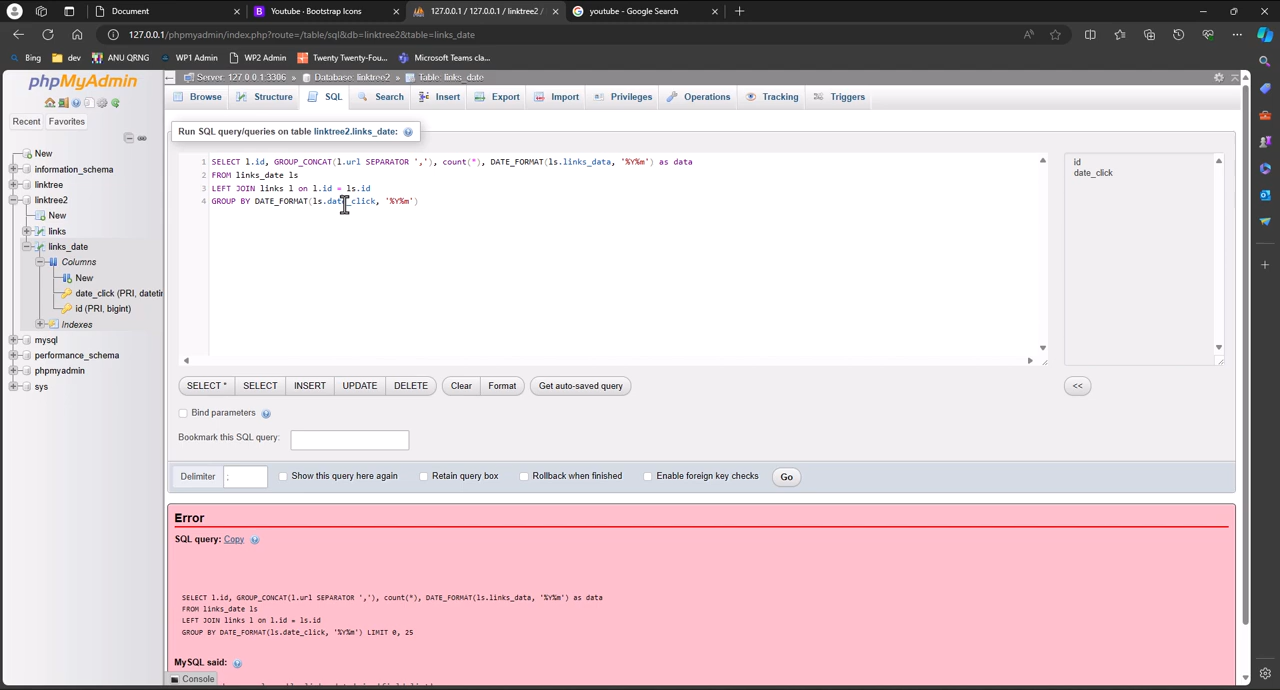 Document
Youtube · Bootstrap Icons
127.0.0.1 / 127.0.0.1 / linktree2 /
youtube - Google Search
127.0.0.1/phpmyadmin/index.php?route=/table/sql&db=linktree2&table=links_date
Bing
dev
ANU QRNG
WP1 Admin
WP2 Admin
Twenty Twenty-Fou...
Microsoft Teams cla...
phpMyAdmin
Recent
Favorites
New
information_schema
linktree
linktree2
New
links
links_date
Columns
New
date_click (PRI, datetim
id (PRI, bigint)
Indexes
mysql
performance_schema
phpmyadmin
sys
Server: 127.0.0.1:3306 » Database: linktree2 » Table: links_date
Browse
Structure
SQL
Search
Insert
Export
Import
Privileges
Operations
Tracking
Triggers
Run SQL query/queries on table linktree2.links_date:
1 SELECT l.id, GROUP_CONCAT(l.url SEPARATOR ','), count(*), DATE_FORMAT(ls.links_data, '%Y%m') as data
2 FROM links_date ls
3 LEFT JOIN links l on l.id = ls.id
4 GROUP BY DATE_FORMAT(ls.date_click, '%Y%m')
id
date_click
SELECT *
SELECT
INSERT
UPDATE
DELETE
Clear
Format
Get auto-saved query
<<
Bind parameters
Bookmark this SQL query:
Delimiter
;
Show this query here again
Retain query box
Rollback when finished
Enable foreign key checks
Go
Error
SQL query: Copy
SELECT l.id, GROUP_CONCAT(l.url SEPARATOR ','), count(*), DATE_FORMAT(ls.links_data, '%Y%m') as data
FROM links_date ls
LEFT JOIN links l on l.id = ls.id
GROUP BY DATE_FORMAT(ls.date_click, '%Y%m') LIMIT 0, 25
MySQL said:
Console